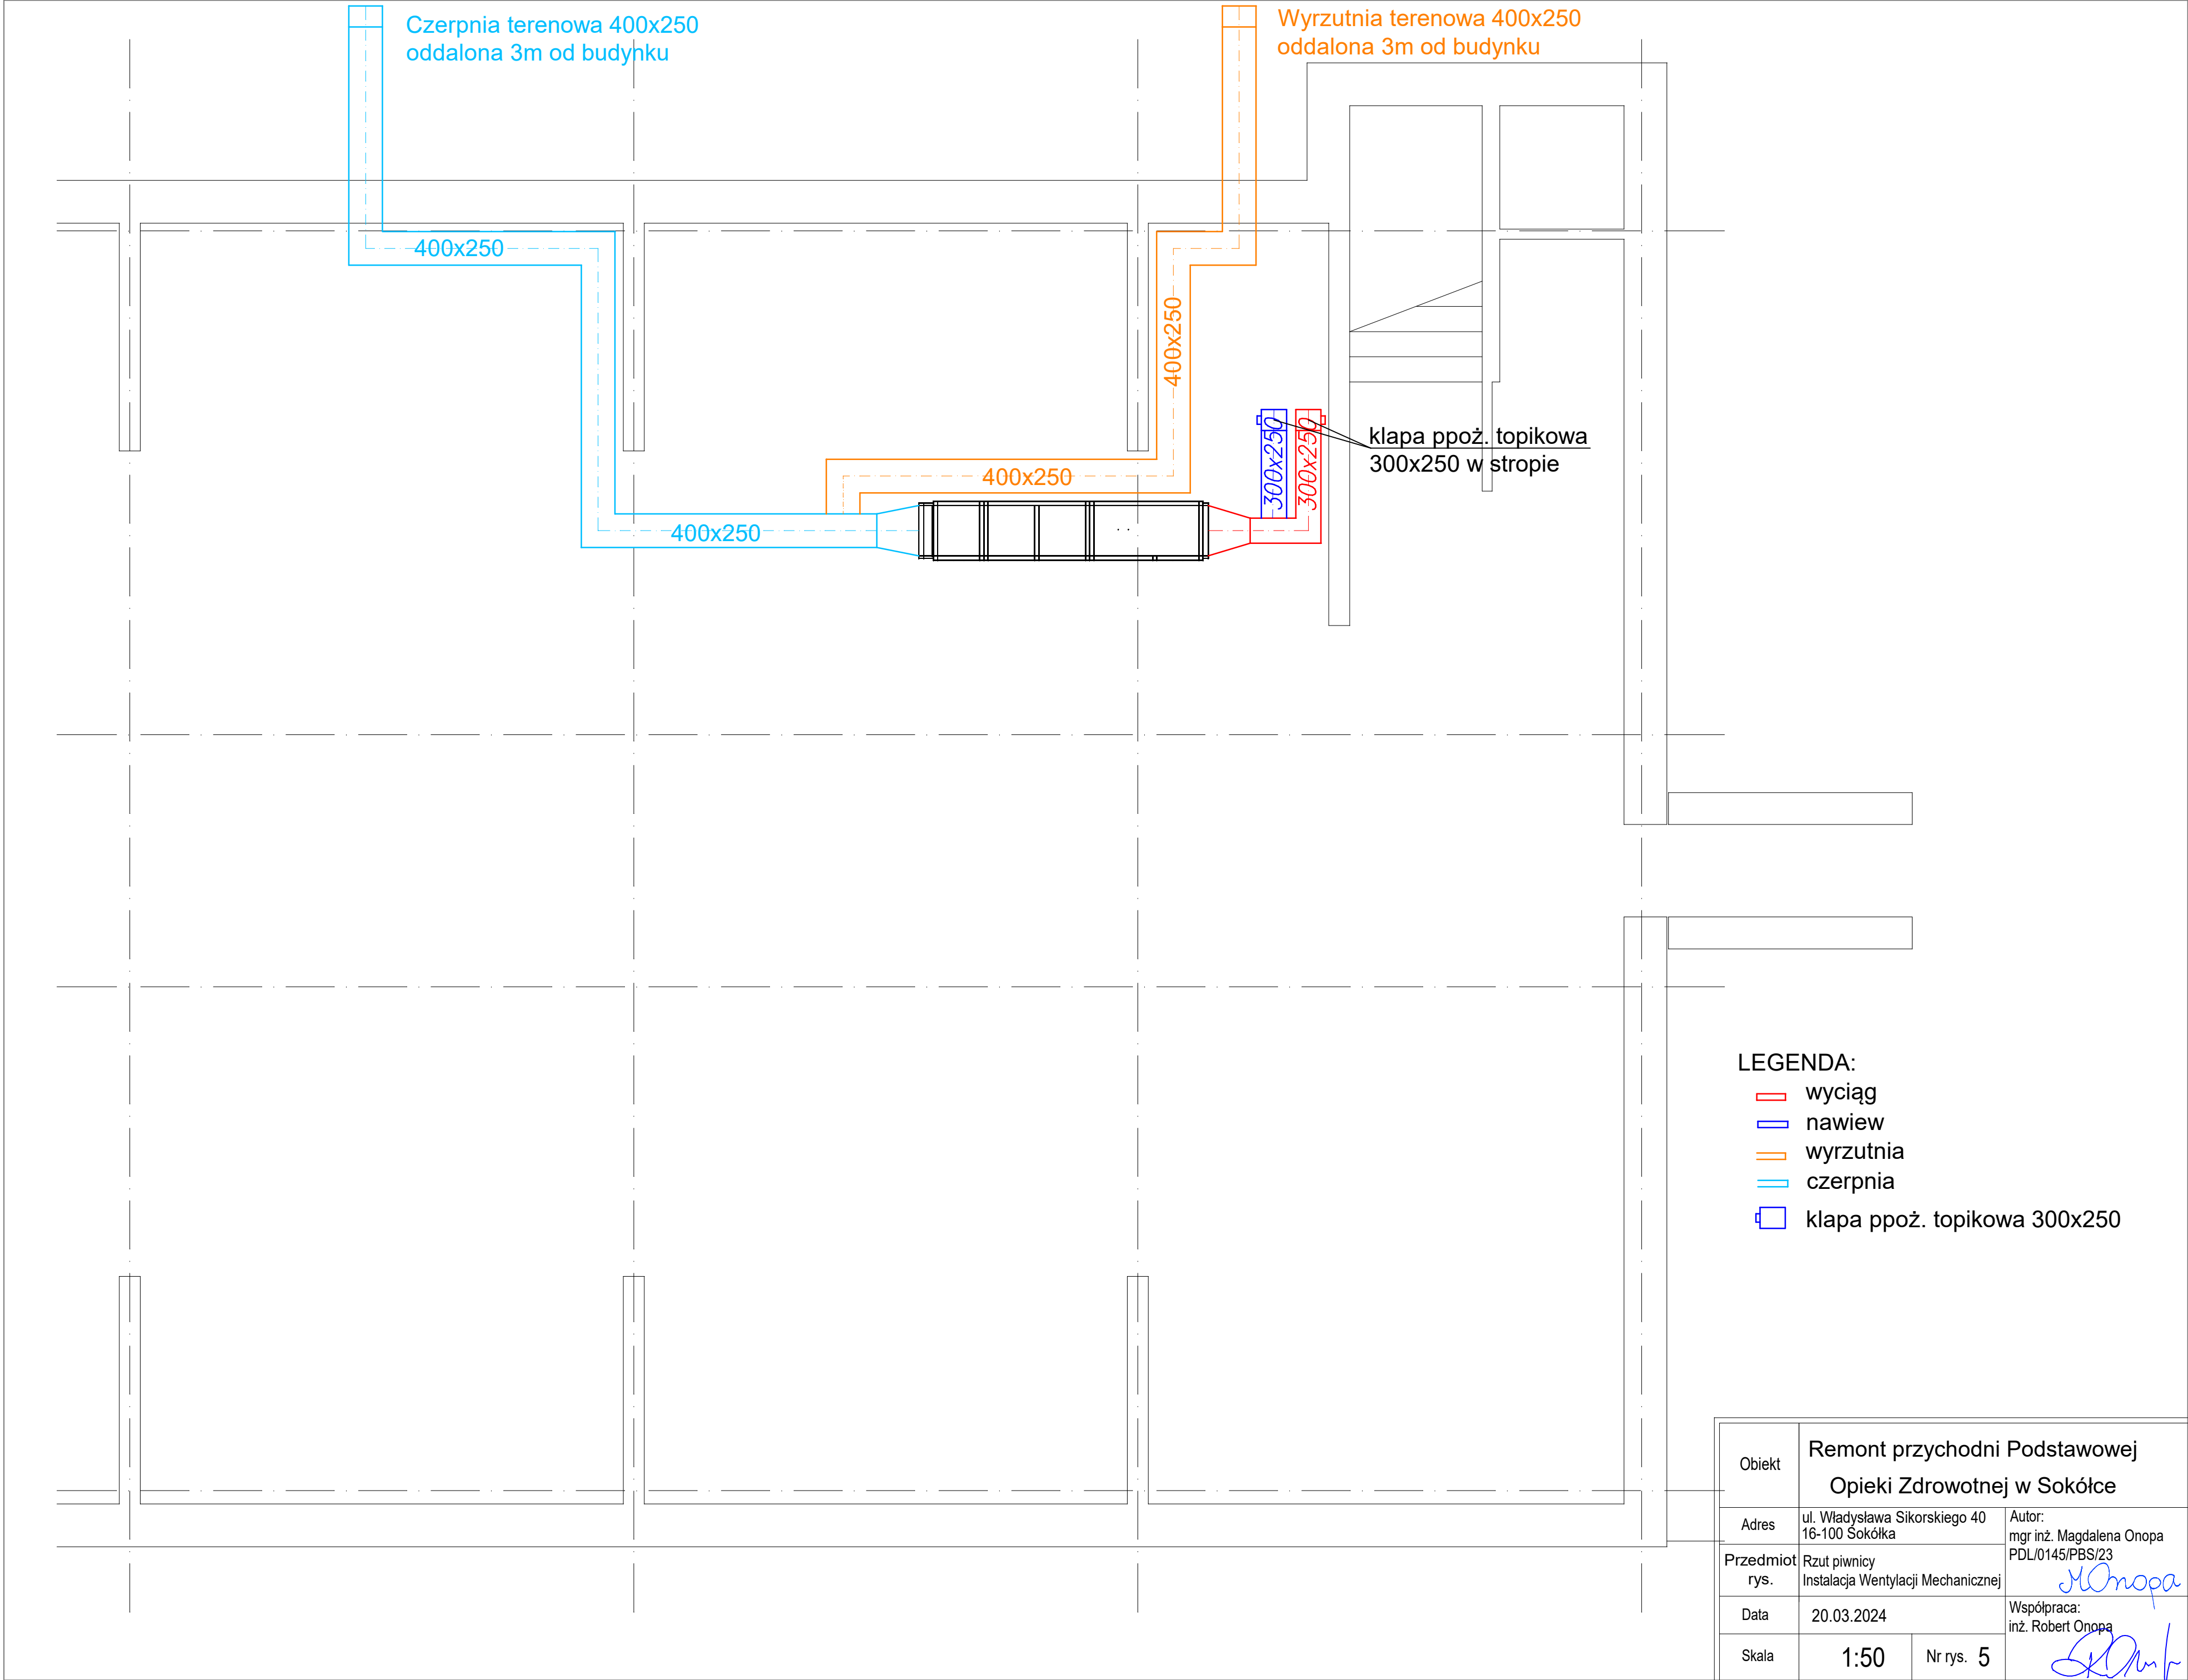 Czerpnia terenowa 400x250
oddalona 3m od budynku
Wyrzutnia terenowa 400x250
oddalona 3m od budynku
400x250
400x250
400x250
400x250
300x250
300x250
klapa ppoż. topikowa
300x250 w stropie
LEGENDA:
wyciąg
nawiew
wyrzutnia
czerpnia
klapa ppoż. topikowa 300x250
Obiekt
Remont przychodni Podstawowej
Opieki Zdrowotnej w Sokółce
Adres
ul. Władysława Sikorskiego 40
16-100 Sokółka
Autor:
mgr inż. Magdalena Onopa
PDL/0145/PBS/23
MOnopa
Przedmiot
rys.
Rzut piwnicy
Instalacja Wentylacji Mechanicznej
Data
20.03.2024
Współpraca:
inż. Robert Onopa
Skala
1:50
Nr rys. 5